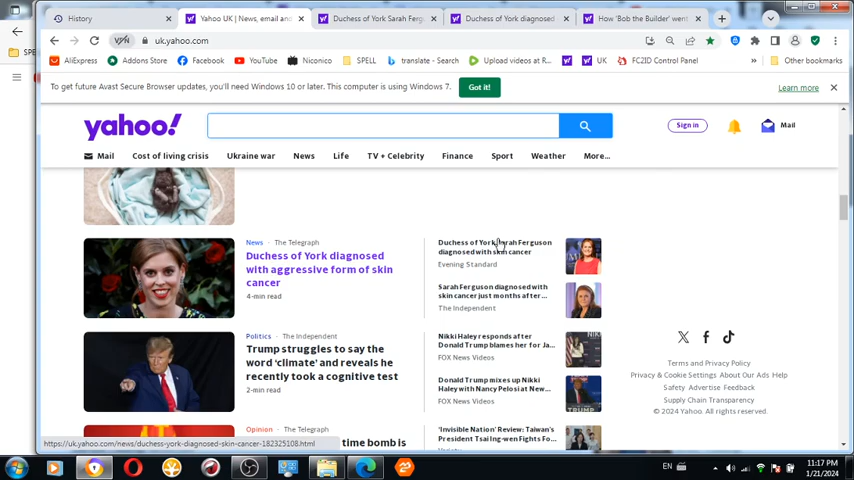 History
Yahoo UK | News, email and
Duchess of York Sarah Ferg
Duchess of York diagnosed
How 'Bob the Builder' went
VPN
uk.yahoo.com
AliExpress
Addons Store
Facebook
YouTube
Niconico
SPELL
translate - Search
Upload videos at R...
UK
FC2ID Control Panel
Other bookmarks
SPE
To get future Avast Secure Browser updates, you'll need Windows 10 or later. This computer is using Windows 7.
Got it!
Learn more
yahoo!
Sign in
Mail
Mail
Cost of living crisis
Ukraine war
News
Life
TV + Celebrity
Finance
Sport
Weather
More...
News · The Telegraph
Duchess of York diagnosed
with aggressive form of skin
cancer
4-min read
Duchess of York Sarah Ferguson
diagnosed with skin cancer
Evening Standard
Sarah Ferguson diagnosed with
skin cancer just months after...
The Independent
Politics · The Independent
Trump struggles to say the
word 'climate' and reveals he
recently took a cognitive test
2-min read
Nikki Haley responds after
Donald Trump blames her for Ja...
FOX News Videos
Donald Trump mixes up Nikki
Haley with Nancy Pelosi at New...
FOX News Videos
Opinion · The Telegraph
time bomb is
'Invisible Nation' Review: Taiwan's
President Tsai Ing-wen Fights Fo...
Terms and Privacy Policy
Privacy & Cookie Settings About Our Ads Help
Safety Advertise Feedback
Supply Chain Transparency
© 2024 Yahoo. All rights reserved.
https://uk.yahoo.com/news/duchess-york-diagnosed-skin-cancer-182325108.html
EN
11:17 PM
1/21/2024